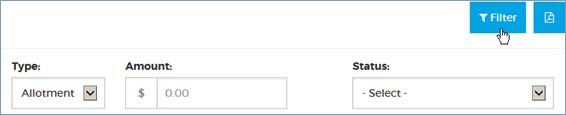 Filter
Type: Amount: Status:
Allotment $ 0.00 - Select -